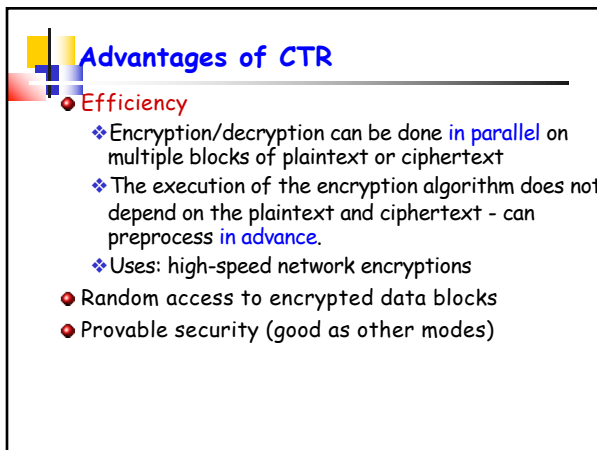 Advantages of CTR
Efficiency
Encryption/decryption can be done in parallel on
multiple blocks of plaintext or ciphertext
The execution of the encryption algorithm does not
depend on the plaintext and ciphertext - can
preprocess in advance.
Uses: high-speed network encryptions
Random access to encrypted data blocks
Provable security (good as other modes)